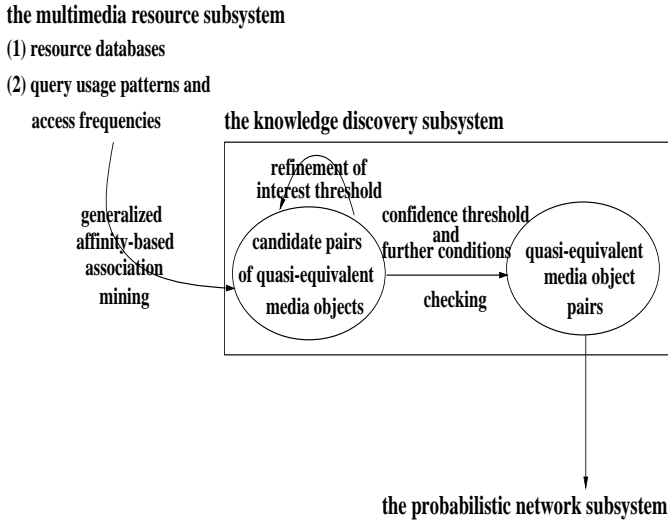 the multimedia resource subsystem
(1) resource databases
(2) query usage patterns and
access frequencies
the knowledge discovery subsystem
refinement of
interest threshold
generalized
affinity-based
association
mining
candidate pairs
of quasi-equivalent
media objects
confidence threshold
and
further conditions
checking
quasi-equivalent
media object
pairs
the probabilistic network subsystem